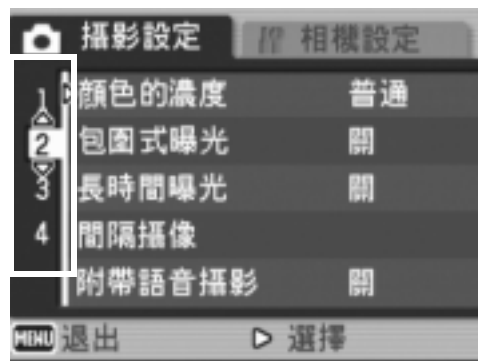 攝影設定 相機設定
1 顏色的濃度 普通
2 包圍式曝光 關
3 長時間曝光 關
4 間隔攝像
附帶語音攝影 關
MENU 退出 選擇